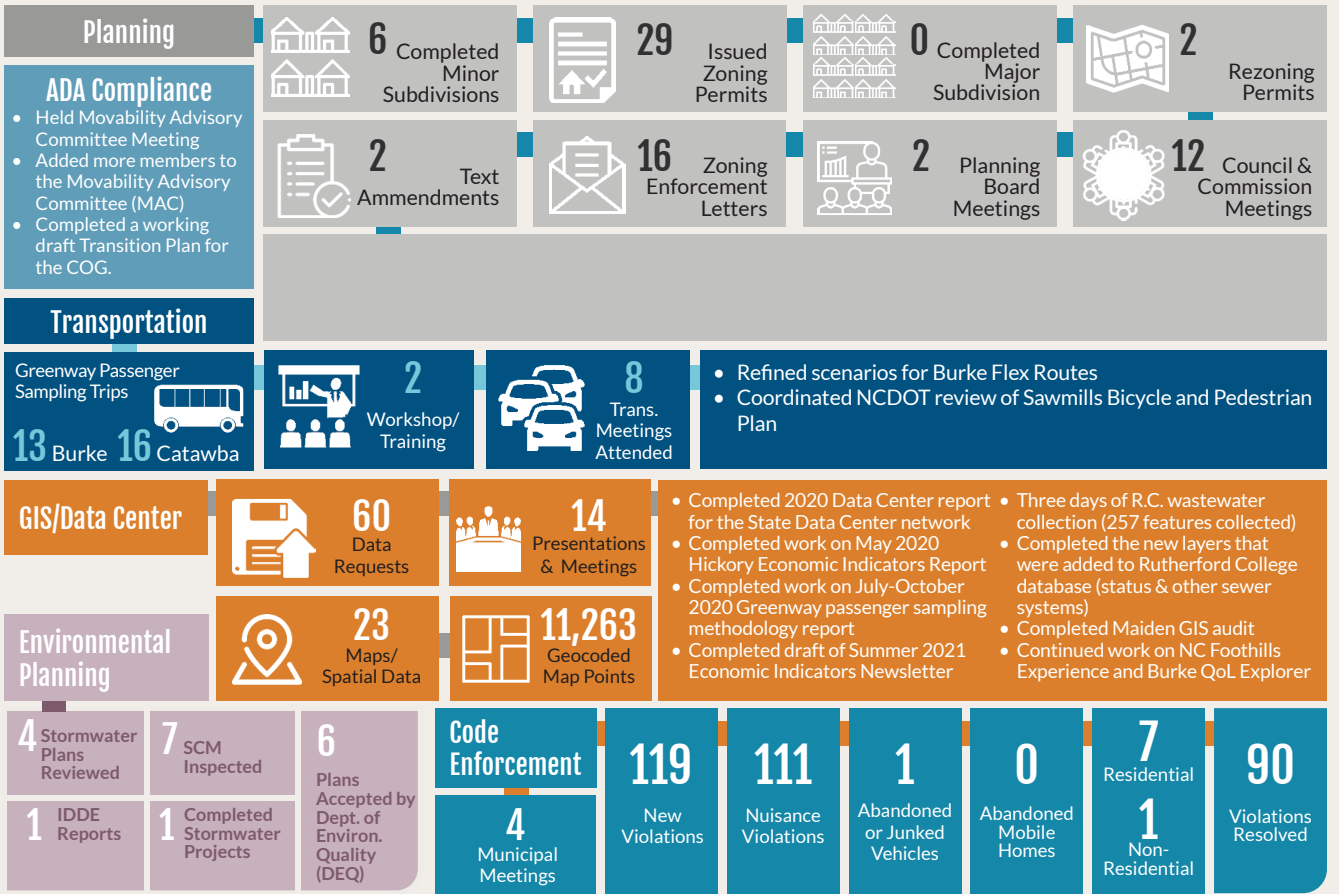 Planning
6 Completed
Minor
Subdivisions
29 Issued
Zoning
Permits
0 Completed
Major
Subdivision
2
Rezoning
Permits
ADA Compliance
• Held Movability Advisory
Committee Meeting
• Added more members to
the Movability Advisory
Committee (MAC)
• Completed a working
draft Transition Plan for
the COG.
2 Text
Ammendments
16 Zoning
Enforcement
Letters
2 Planning
Board
Meetings
12 Council &
Commission
Meetings
Transportation
Greenway Passenger
Sampling Trips
13 Burke 16 Catawba
2
Workshop/
Training
8
Trans.
Meetings
Attended
• Refined scenarios for Burke Flex Routes
• Coordinated NCDOT review of Sawmills Bicycle and Pedestrian
Plan
GIS/Data Center
60
Data
Requests
14
Presentations
& Meetings
23
Maps/
Spatial Data
11,263
Geocoded
Map Points
• Completed 2020 Data Center report
for the State Data Center network
• Completed work on May 2020
Hickory Economic Indicators Report
• Completed work on July-October
2020 Greenway passenger sampling
methodology report
• Completed draft of Summer 2021
Economic Indicators Newsletter
• Three days of R.C. wastewater
collection (257 features collected)
• Completed the new layers that
were added to Rutherford College
database (status & other sewer
systems)
• Completed Maiden GIS audit
• Continued work on NC Foothills
Experience and Burke QoL Explorer
Environmental
Planning
4 Stormwater
Plans
Reviewed
7 SCM
Inspected
6
Plans
Accepted by
Dept. of
Environ.
Quality
(DEQ)
1 IDDE
Reports
1 Completed
Stormwater
Projects
Code
Enforcement
4
Municipal
Meetings
119
New
Violations
111
Nuisance
Violations
1
Abandoned
or Junked
Vehicles
0
Abandoned
Mobile
Homes
7
Residential
1
Non-
Residential
90
Violations
Resolved